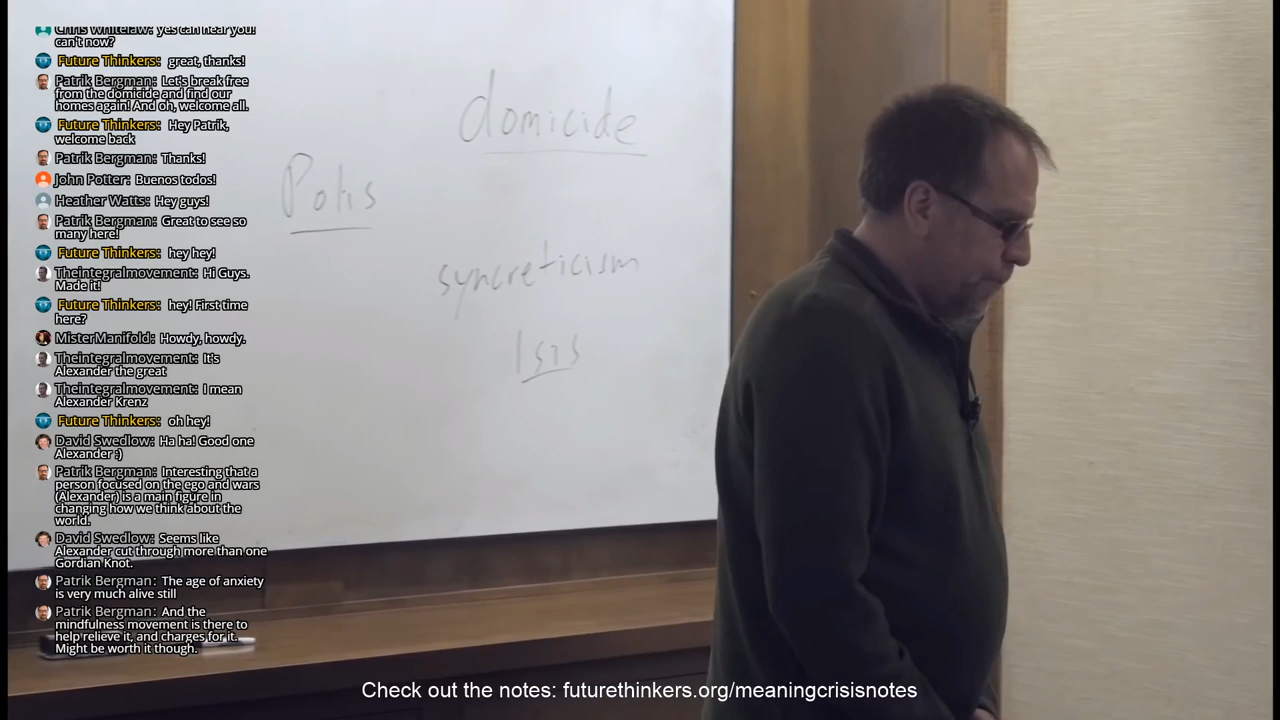 Chris Whitelaw: yes can hear you!
can't now?
Future Thinkers: great, thanks!
Patrik Bergman: Let's break free
from the domicide and find our
homes again! And oh, welcome all.
Future Thinkers: Hey Patrik,
welcome back
Patrik Bergman: Thanks!
John Potter: Buenos todos!
Heather Watts: Hey guys!
Patrik Bergman: Great to see so
many here!
Future Thinkers: hey hey!
Theintegralmovement: Hi Guys.
Made it!
Future Thinkers: hey! First time
here?
MisterManifold: Howdy, howdy.
Theintegralmovement: It's
Alexander the great
Theintegralmovement: I mean
Alexander Krenz
Future Thinkers: oh hey!
David Swedlow: Ha ha! Good one
Alexander :)
Patrik Bergman: Interesting that a
person focused on the ego and wars
(Alexander) is a main figure in
changing how we think about the
world.
David Swedlow: Seems like
Alexander cut through more than one
Gordian Knot.
Patrik Bergman: The age of anxiety
is very much alive still
Patrik Bergman: And the
mindfulness movement is there to
help relieve it, and charges for it.
Might be worth it though.
domicide
Polis
syncreticism
Isis
Check out the notes: futurethinkers.org/meaningcrisisnotes